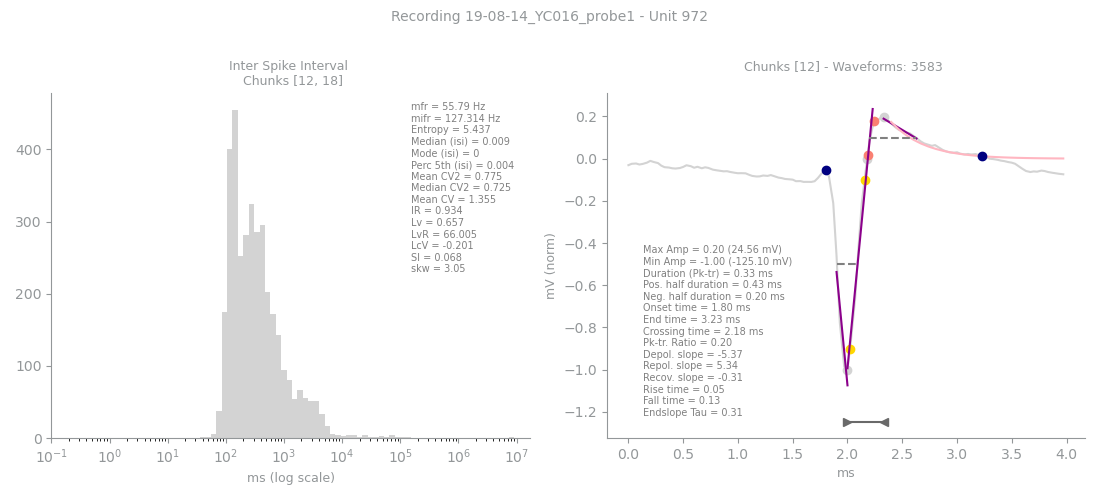 Recording 19-08-14_YC016_probe1 - Unit 972
Inter Spike Interval
Chunks [12, 18]
mfr = 55.79 Hz
mifr = 127.314 Hz
Entropy = 5.437
Median (isi) = 0.009
Mode (isi) = 0
Perc 5th (isi) = 0.004
Mean CV2 = 0.775
Median CV2 = 0.725
Mean CV = 1.355
IR = 0.934
Lv = 0.657
LvR = 66.005
LcV = -0.201
SI = 0.068
skw = 3.05
400
300
200
100
0
10⁻¹ 10⁰ 10¹ 10² 10³ 10⁴ 10⁵ 10⁶ 10⁷
ms (log scale)
Chunks [12] - Waveforms: 3583
mV (norm)
0.2
0.0
−0.2
−0.4
−0.6
−0.8
−1.0
−1.2
Max Amp = 0.20 (24.56 mV)
Min Amp = -1.00 (-125.10 mV)
Duration (Pk-tr) = 0.33 ms
Pos. half duration = 0.43 ms
Neg. half duration = 0.20 ms
Onset time = 1.80 ms
End time = 3.23 ms
Crossing time = 2.18 ms
Pk-tr. Ratio = 0.20
Depol. slope = -5.37
Repol. slope = 5.34
Recov. slope = -0.31
Rise time = 0.05
Fall time = 0.13
Endslope Tau = 0.31
0.0 0.5 1.0 1.5 2.0 2.5 3.0 3.5 4.0
ms